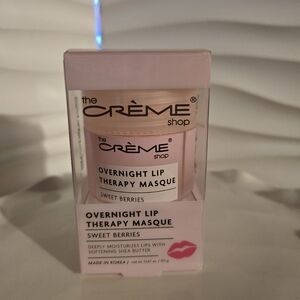 the
CRÈME®
shop
the
CRÈME®
shop
OVERNIGHT LIP
THERAPY MASQUE
SWEET BERRIES
OVERNIGHT LIP
THERAPY MASQUE
SWEET BERRIES
DEEPLY MOISTURIZES LIPS WITH
SOFTENING SHEA BUTTER
MADE IN KOREA